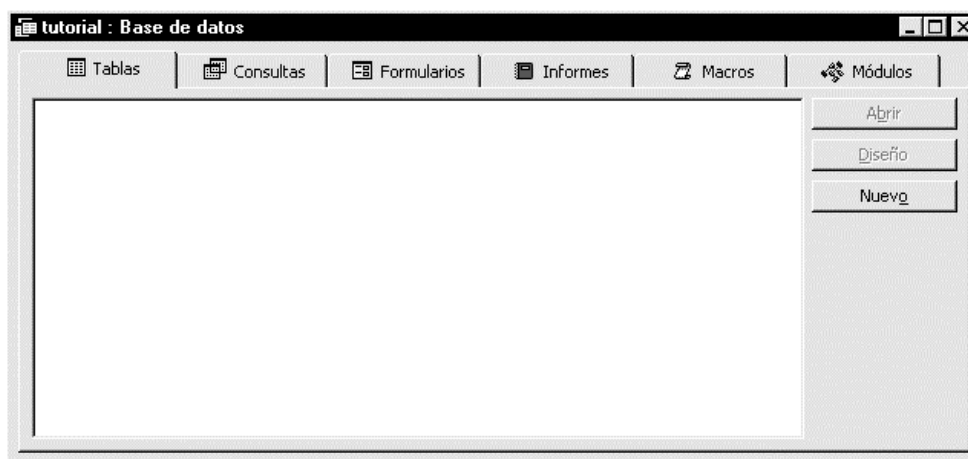 tutorial : Base de datos
Tablas Consultas Formularios Informes Macros Módulos
Abrir
Diseño
Nuevo